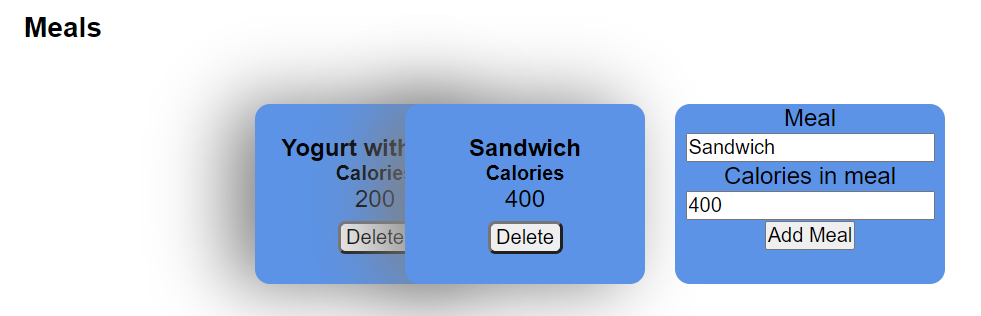 Meals
Yogurt with
Calories
200
Delete
Sandwich
Calories
400
Delete
Meal
Sandwich
Calories in meal
400
Add Meal